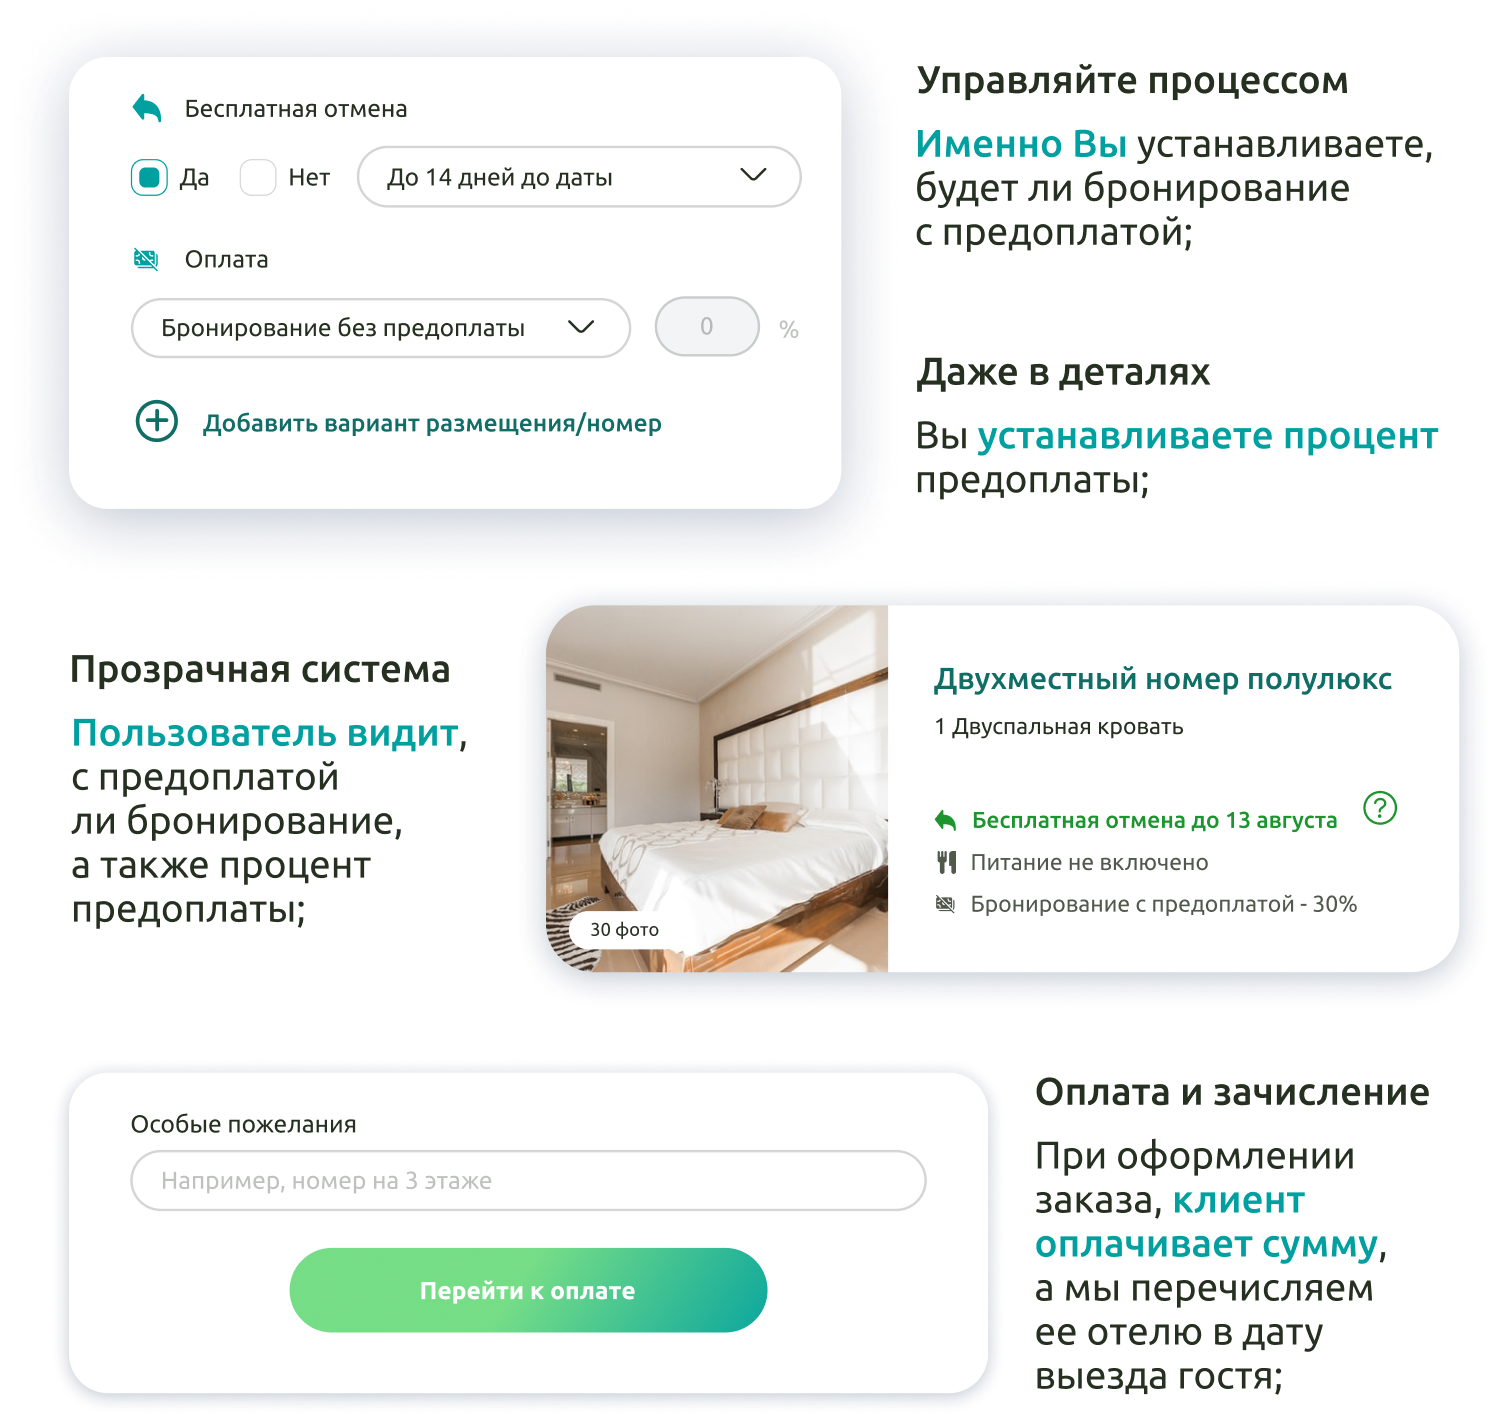 Бесплатная отмена
Да
Нет
До 14 дней до даты
Оплата
Бронирование без предоплаты
0
%
Добавить вариант размещения/номер
Управляйте процессом
Именно Вы устанавливаете,
будет ли бронирование
с предоплатой;
Даже в деталях
Вы устанавливаете процент
предоплаты;
Прозрачная система
Пользователь видит,
с предоплатой
ли бронирование,
а также процент
предоплаты;
30 фото
Двухместный номер полулюкс
1 Двуспальная кровать
Бесплатная отмена до 13 августа
?
Питание не включено
Бронирование с предоплатой - 30%
Особые пожелания
Например, номер на 3 этаже
Перейти к оплате
Оплата и зачисление
При оформлении
заказа, клиент
оплачивает сумму,
а мы перечисляем
ее отелю в дату
выезда гостя;